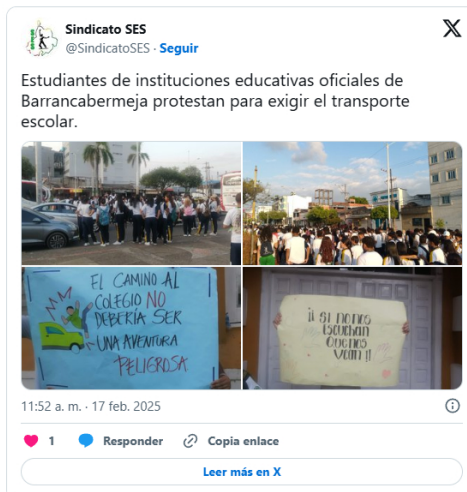 Sindicato SES
@SindicatoSES · Seguir
Estudiantes de instituciones educativas oficiales de
Barrancabermeja protestan para exigir el transporte
escolar.
EL CAMINO AL
COLEGIO NO
DEBERÍA SER
UNA AVENTURA
PELIGROSA
¡¡ SI NO NOS
ESCUCHAN
QUE NOS
VEAN !!
11:52 a. m. · 17 feb. 2025
1 Responder Copia enlace
Leer más en X